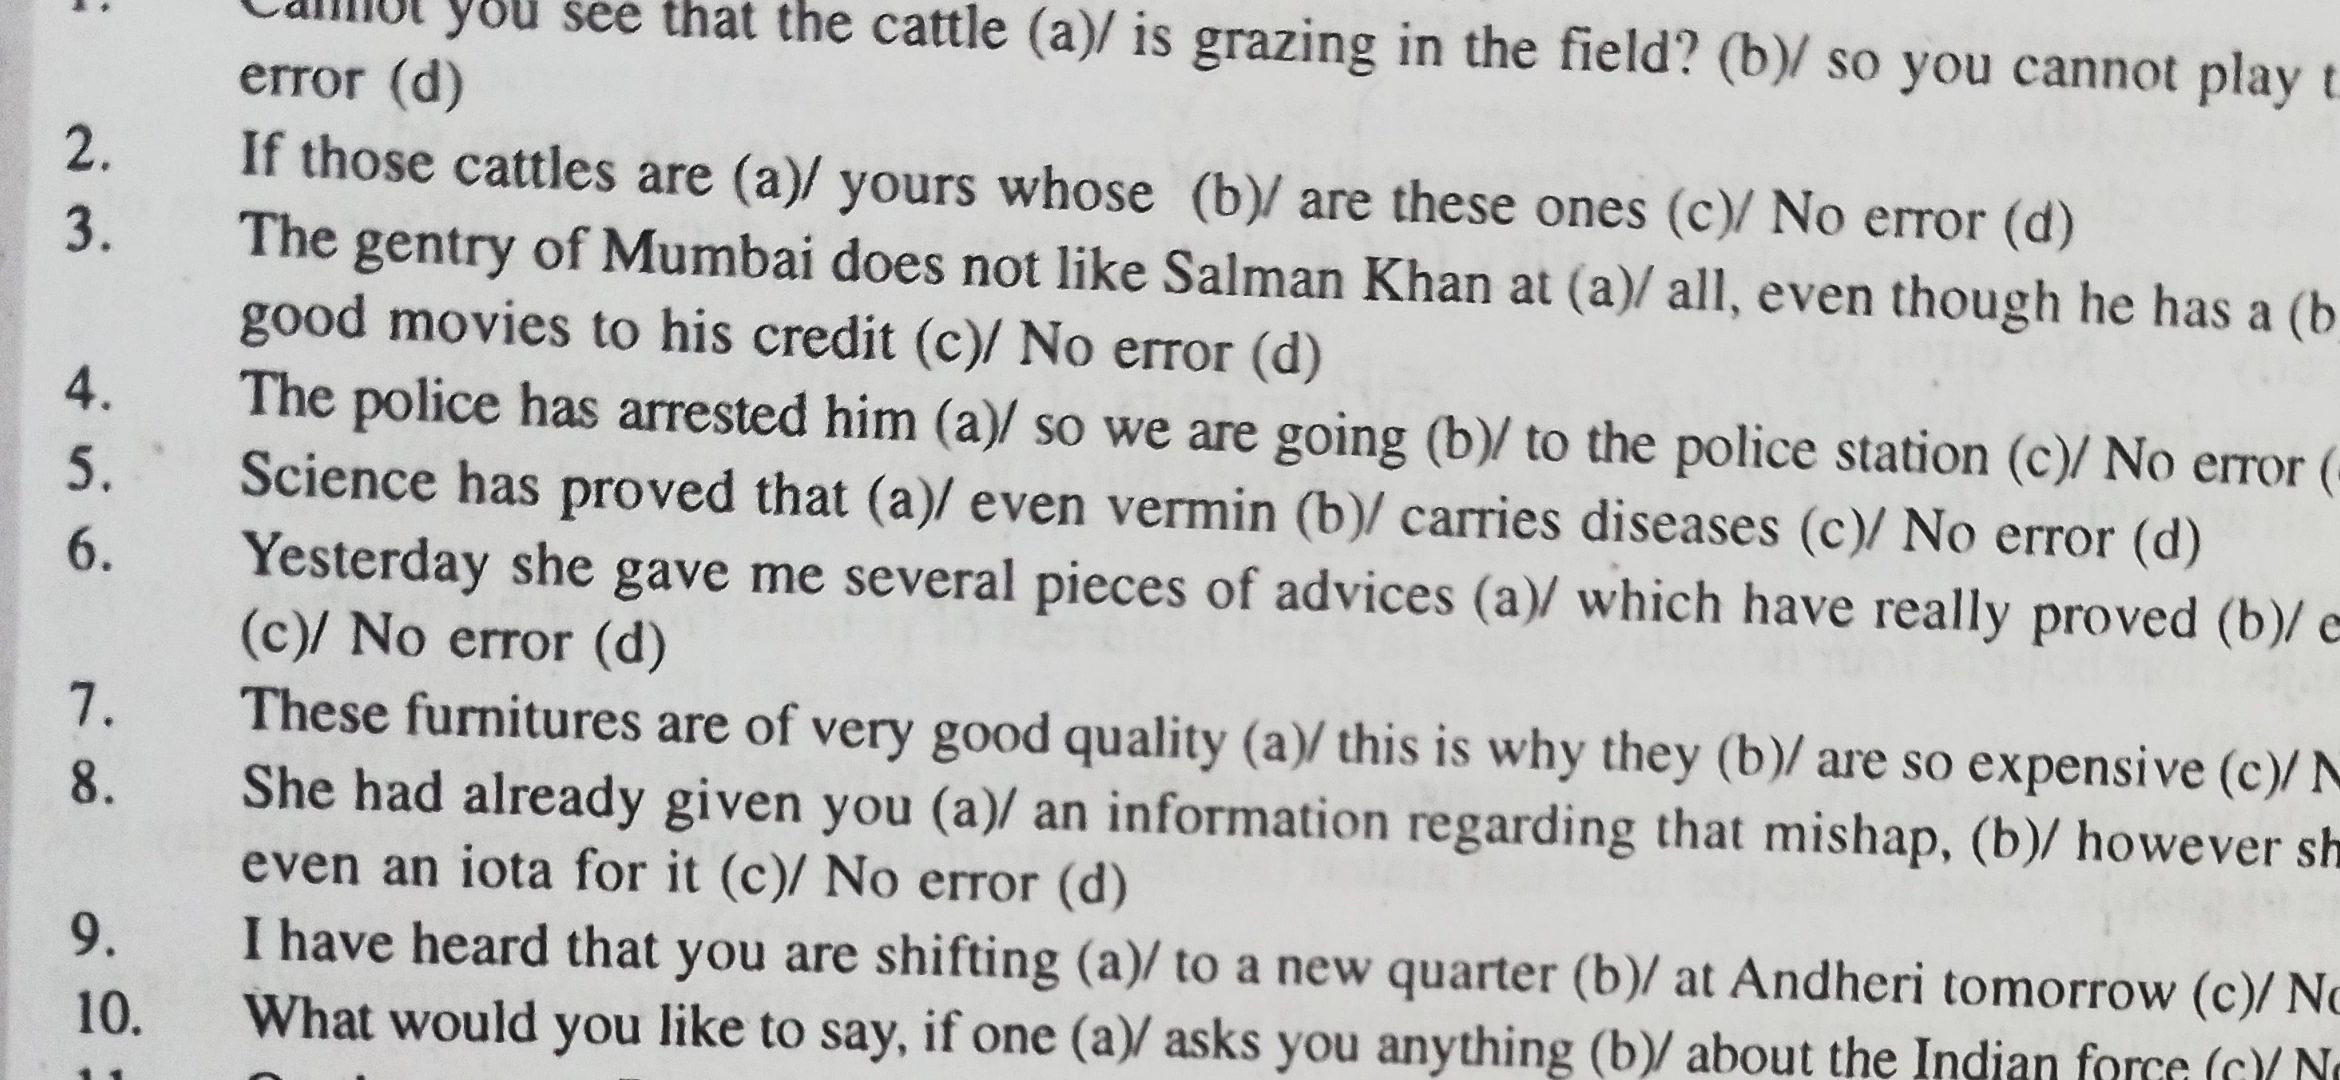 1. Cannot you see that the cattle (a)/ is grazing in the field? (b)/ so you cannot play
error (d)
2. If those cattles are (a)/ yours whose (b)/ are these ones (c)/ No error (d)
3. The gentry of Mumbai does not like Salman Khan at (a)/ all, even though he has a (b
good movies to his credit (c)/ No error (d)
4. The police has arrested him (a)/ so we are going (b)/ to the police station (c)/ No error (
5. Science has proved that (a)/ even vermin (b)/ carries diseases (c)/ No error (d)
6. Yesterday she gave me several pieces of advices (a)/ which have really proved (b)/
(c)/ No error (d)
7. These furnitures are of very good quality (a)/ this is why they (b)/ are so expensive (c)/
8. She had already given you (a)/ an information regarding that mishap, (b)/ however
even an iota for it (c)/ No error (d)
9. I have heard that you are shifting (a)/ to a new quarter (b)/ at Andheri tomorrow (c)/
10. What would you like to say, if one (a)/ asks you anything (b)/ about the Indian force (c)/